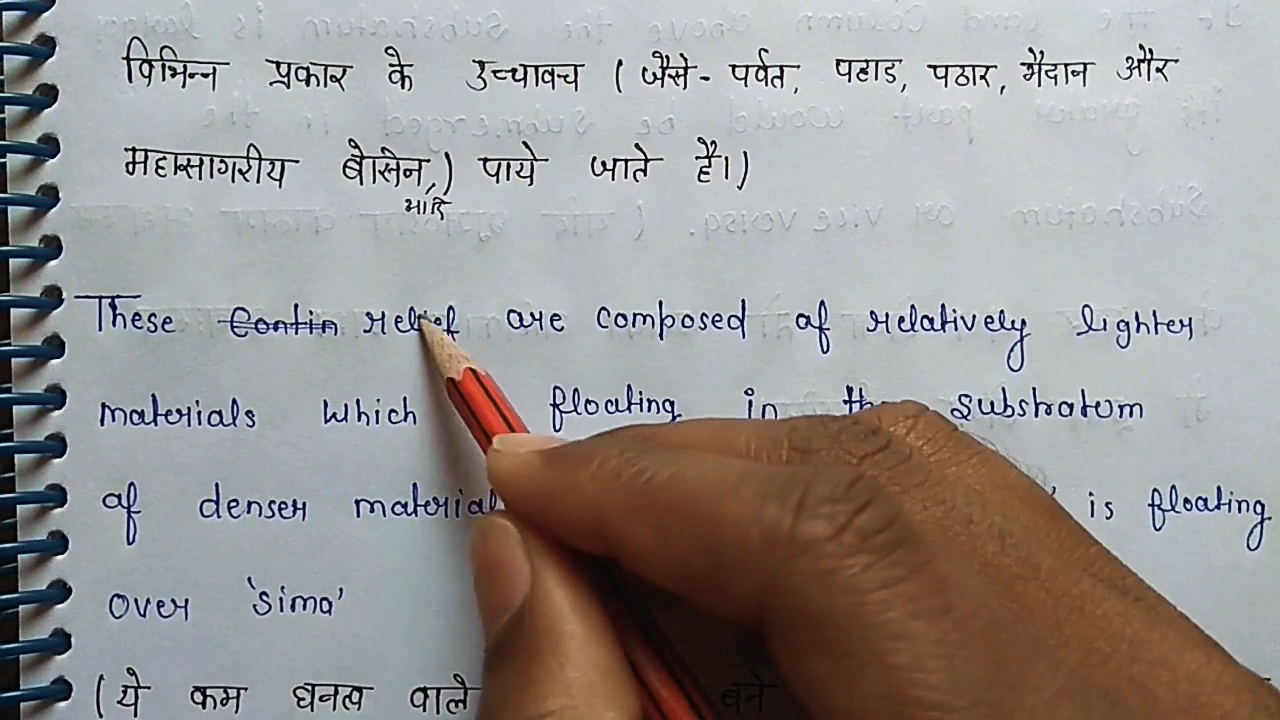 विभिन्न प्रकार के उच्चावच (जैसे- पर्वत, पहाड, पठार, मैदान और
महासागरीय बेसिन,) पाये जाते है।)
आदि
These Contin relief are composed of relatively lighter
materials which floating in the substratum
of denser material is floating
over 'sima'
(ये कम घनत्व वाले बने